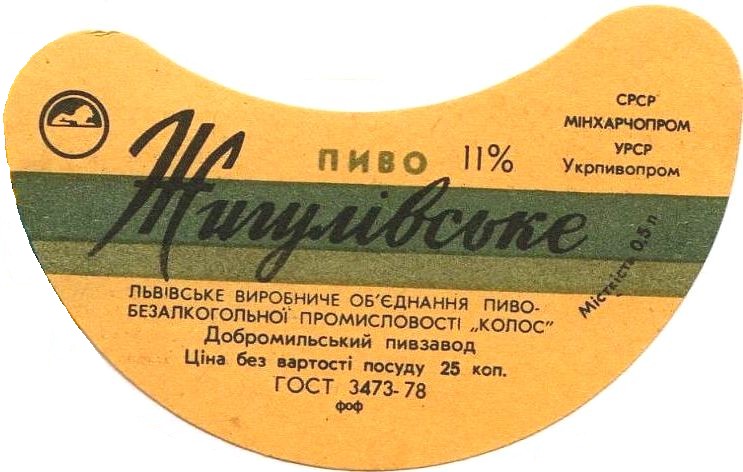 СРСР
МІНХАРЧОПРОМ
УРСР
Укрпивопром
ПИВО 11%
Жигулівське
Місткість 0,5 л
ЛЬВІВСЬКЕ ВИРОБНИЧЕ ОБ'ЄДНАННЯ ПИВО-
БЕЗАЛКОГОЛЬНОЇ ПРОМИСЛОВОСТІ „КОЛОС"
Добромильський пивзавод
Ціна без вартості посуду 25 коп.
ГОСТ 3473-78
фоф